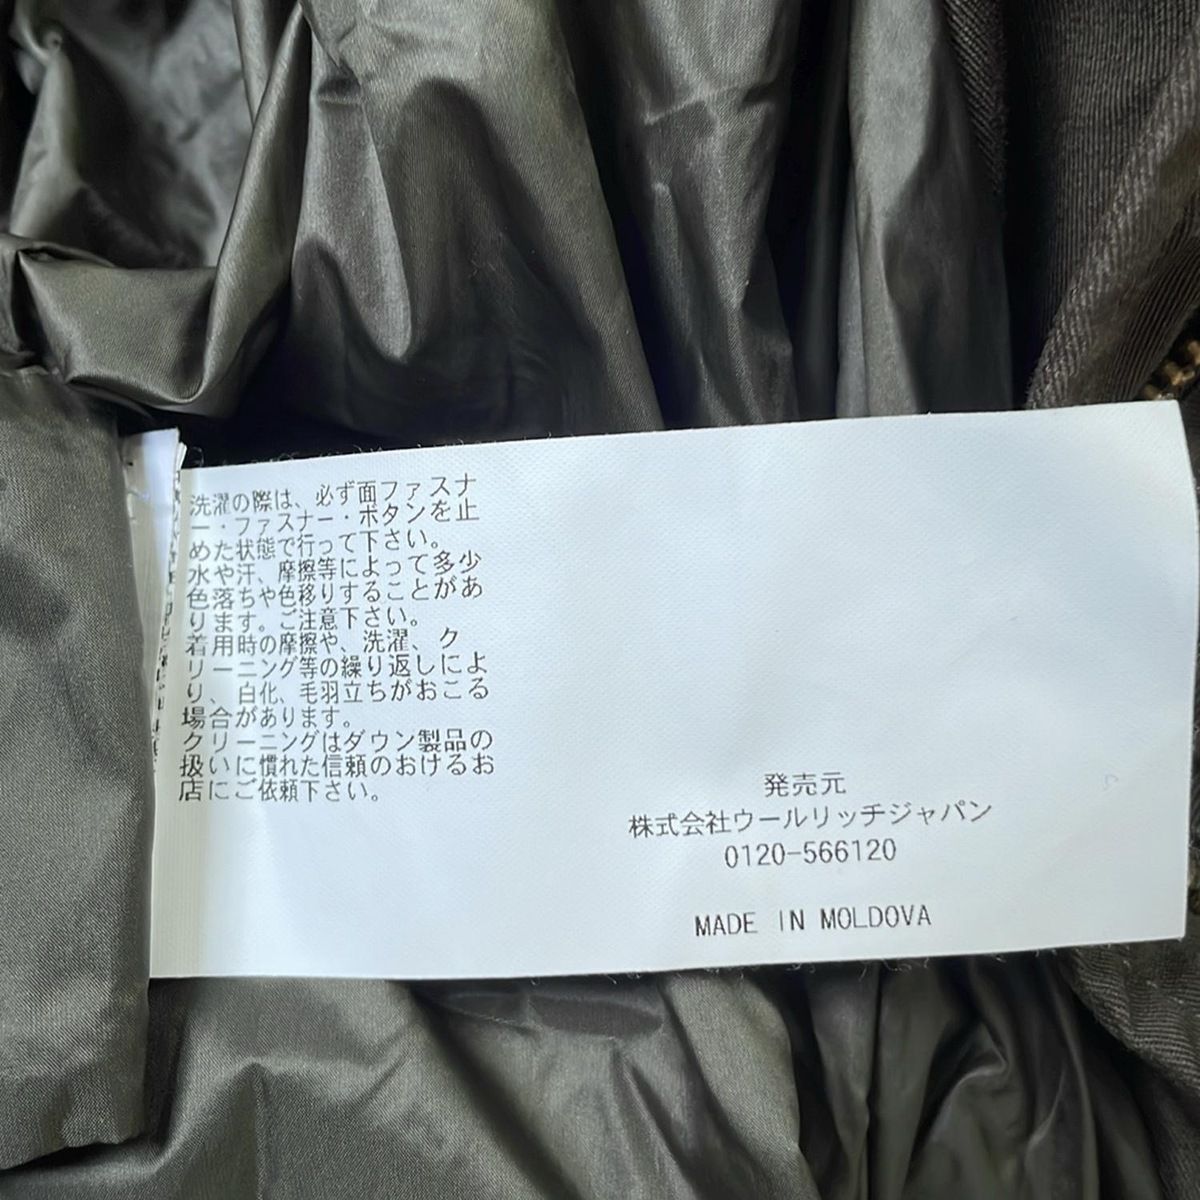 洗濯の際は、必ず面ファスナ
ー・ファスナー・ボタンを止
めた状態で行って下さい。
水や汗、摩擦等によって多少
色落ちや色移りすることがあ
ります。ご注意下さい。
着用時の摩擦や、洗濯、ク
リーニング等の繰り返しによ
り、白化、毛羽立ちがおこる
場合があります。
クリーニングはダウン製品の
扱いに慣れた信頼のおけるお
店にご依頼下さい。
発売元
株式会社ウールリッチジャパン
0120-566120
MADE IN MOLDOVA